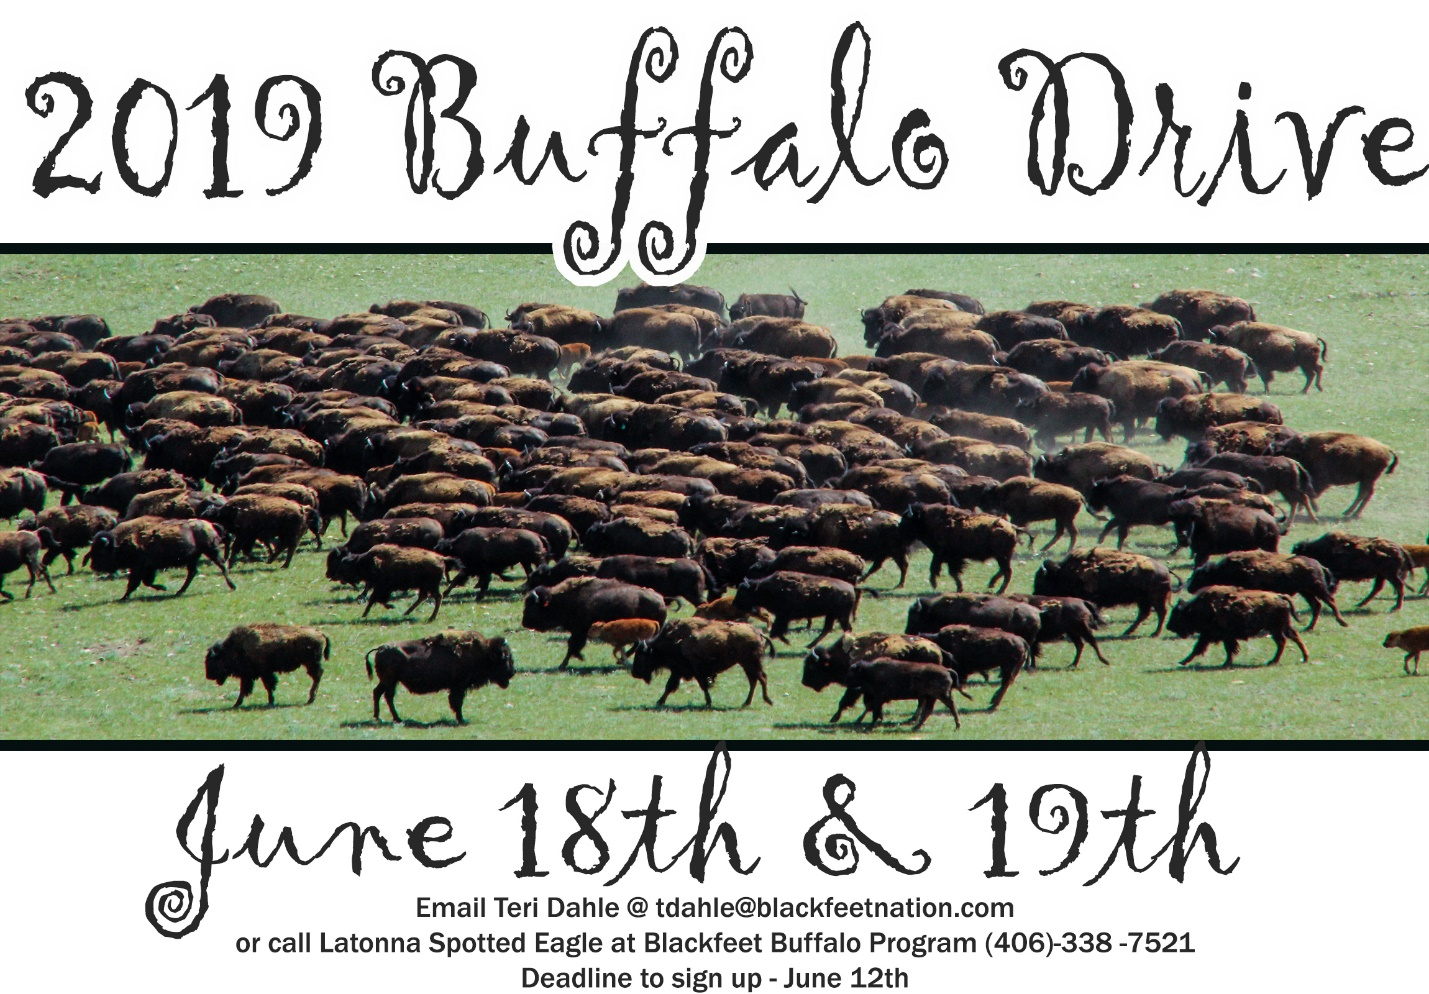 2019 Buffalo Drive
June 18th & 19th
Email Teri Dahle @ tdahle@blackfeetnation.com
or call Latonna Spotted Eagle at Blackfeet Buffalo Program (406)-338 -7521
Deadline to sign up - June 12th